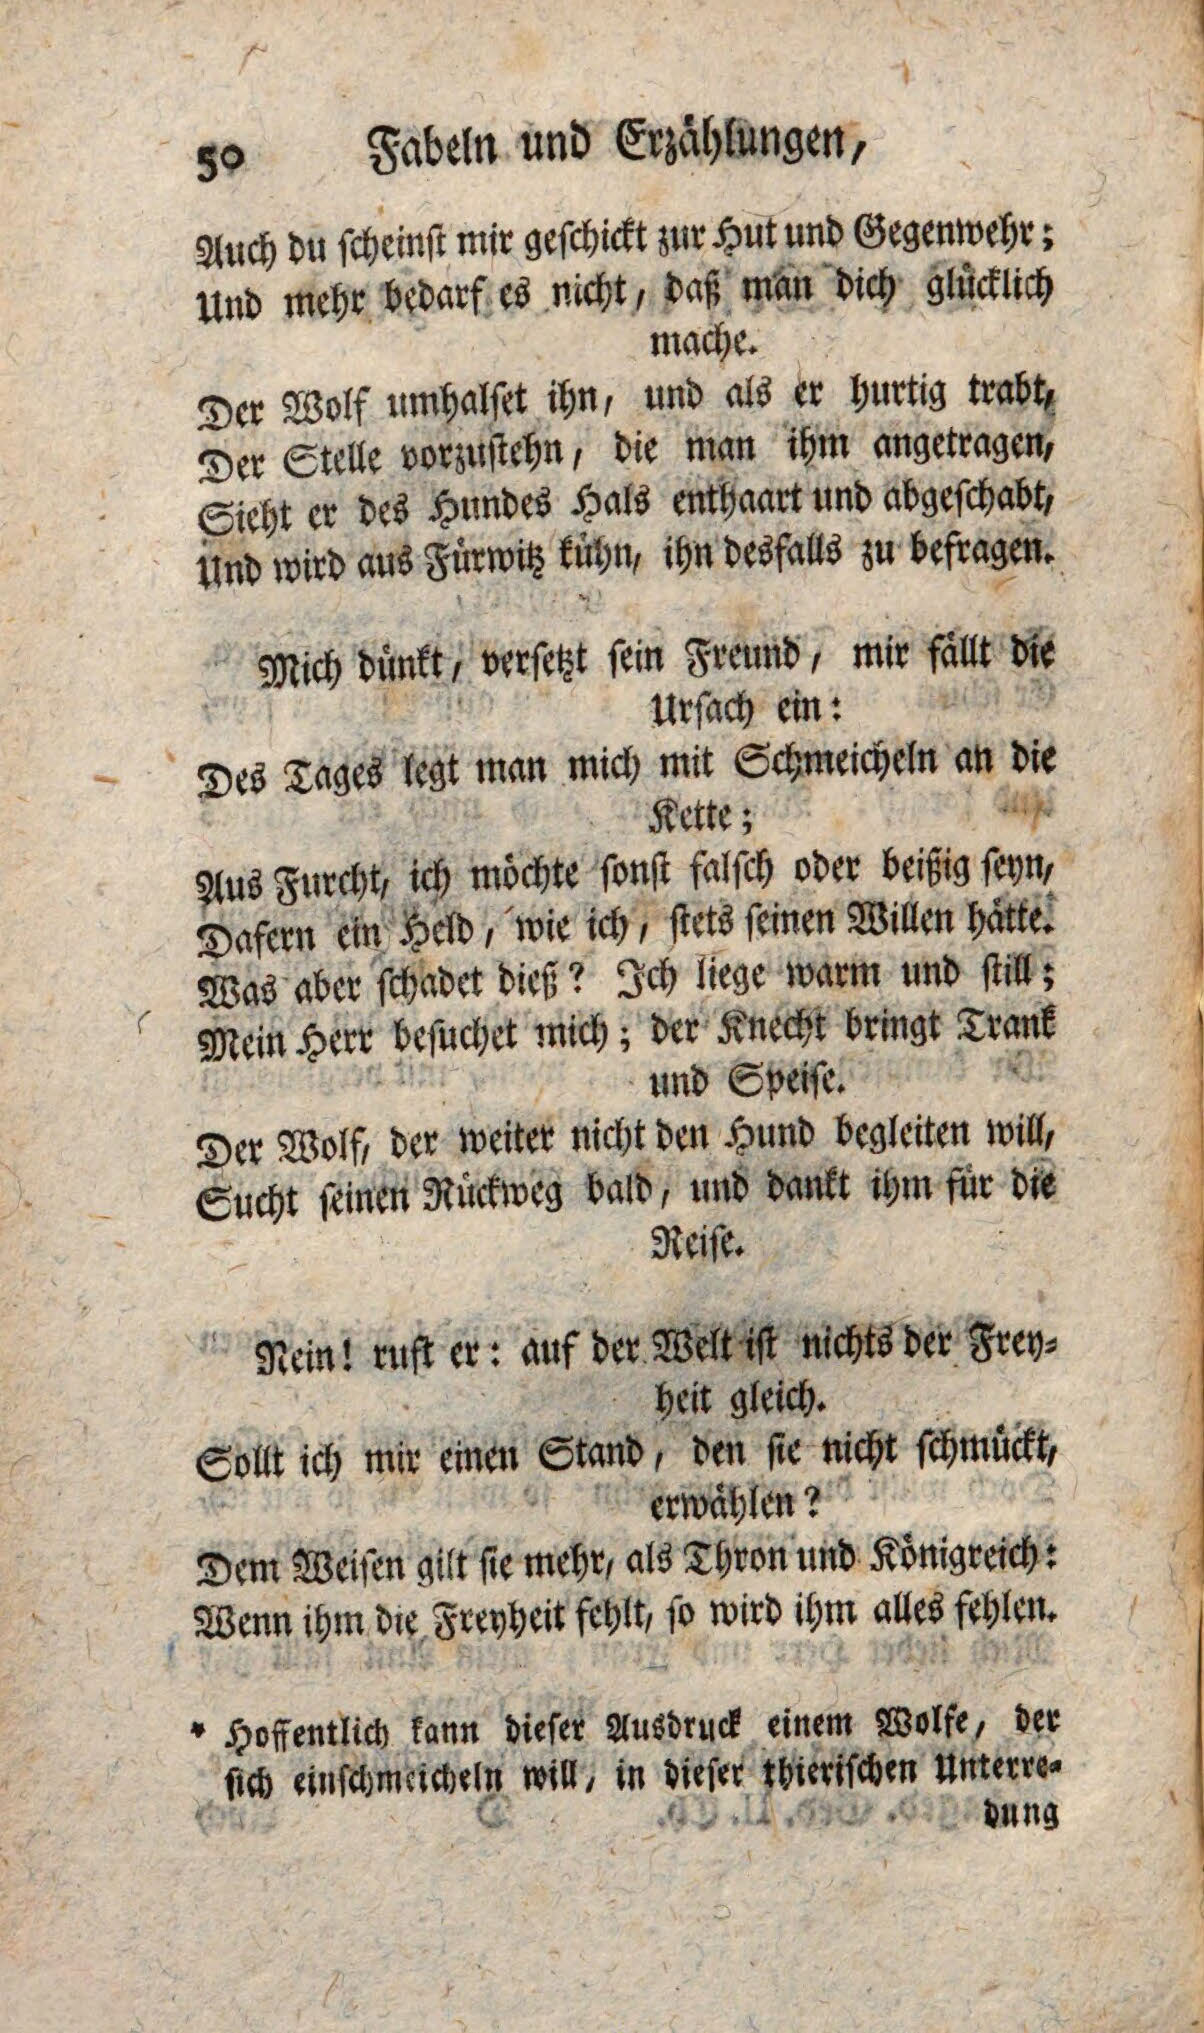 50 Fabeln und Erzählungen,
Auch du scheinst mir geschickt zur Hut und Gegenwehr;
Und mehr bedarf es nicht, daß man dich glücklich
mache.
Der Wolf umhalset ihn, und als er hurtig trabt,
Der Stelle vorzustehn, die man ihm angetragen,
Sieht er des Hundes Hals enthaart und abgeschabt,
Und wird aus Fürwitz kühn, ihn desfalls zu befragen.
Mich dünkt, versetzt sein Freund, mir fällt die
Ursach ein:
Des Tages legt man mich mit Schmeicheln an die
Kette;
Aus Furcht, ich möchte sonst falsch oder beißig seyn,
Dafern ein Held, wie ich, stets seinen Willen hätte.
Was aber schadet dieß? Ich liege warm und still;
Mein Herr besuchet mich; der Knecht bringt Trank
und Speise.
Der Wolf, der weiter nicht den Hund begleiten will,
Sucht seinen Rückweg bald, und dankt ihm für die
Reise.
Nein! ruft er: auf der Welt ist nichts der Frey-
heit gleich.
Sollt ich mir einen Stand, den sie nicht schmückt,
erwählen?
Dem Weisen gilt sie mehr, als Thron und Königreich:
Wenn ihm die Freyheit fehlt, so wird ihm alles fehlen.
* Hoffentlich kann dieser Ausdruck einem Wolfe, der
sich einschmeicheln will, in dieser thierischen Unterre-
dung